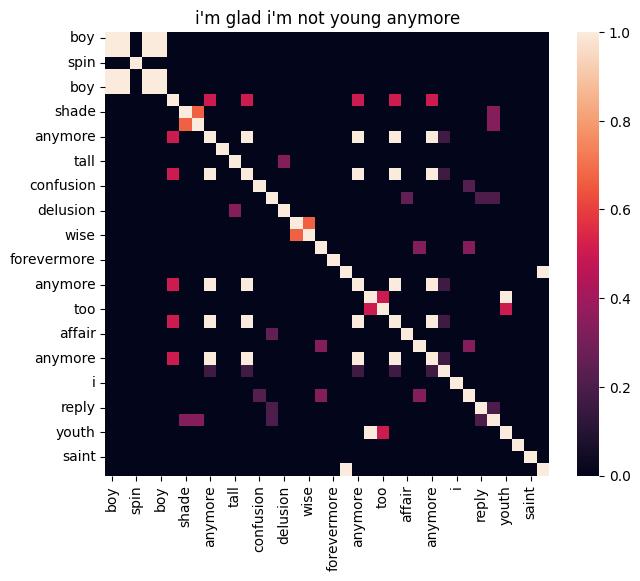 i'm glad i'm not young anymore
boy
spin
boy
shade
anymore
tall
confusion
delusion
wise
forevermore
anymore
too
affair
anymore
i
reply
youth
saint
1.0
0.8
0.6
0.4
0.2
0.0
boy
spin
boy
shade
anymore
tall
confusion
delusion
wise
forevermore
anymore
too
affair
anymore
i
reply
youth
saint